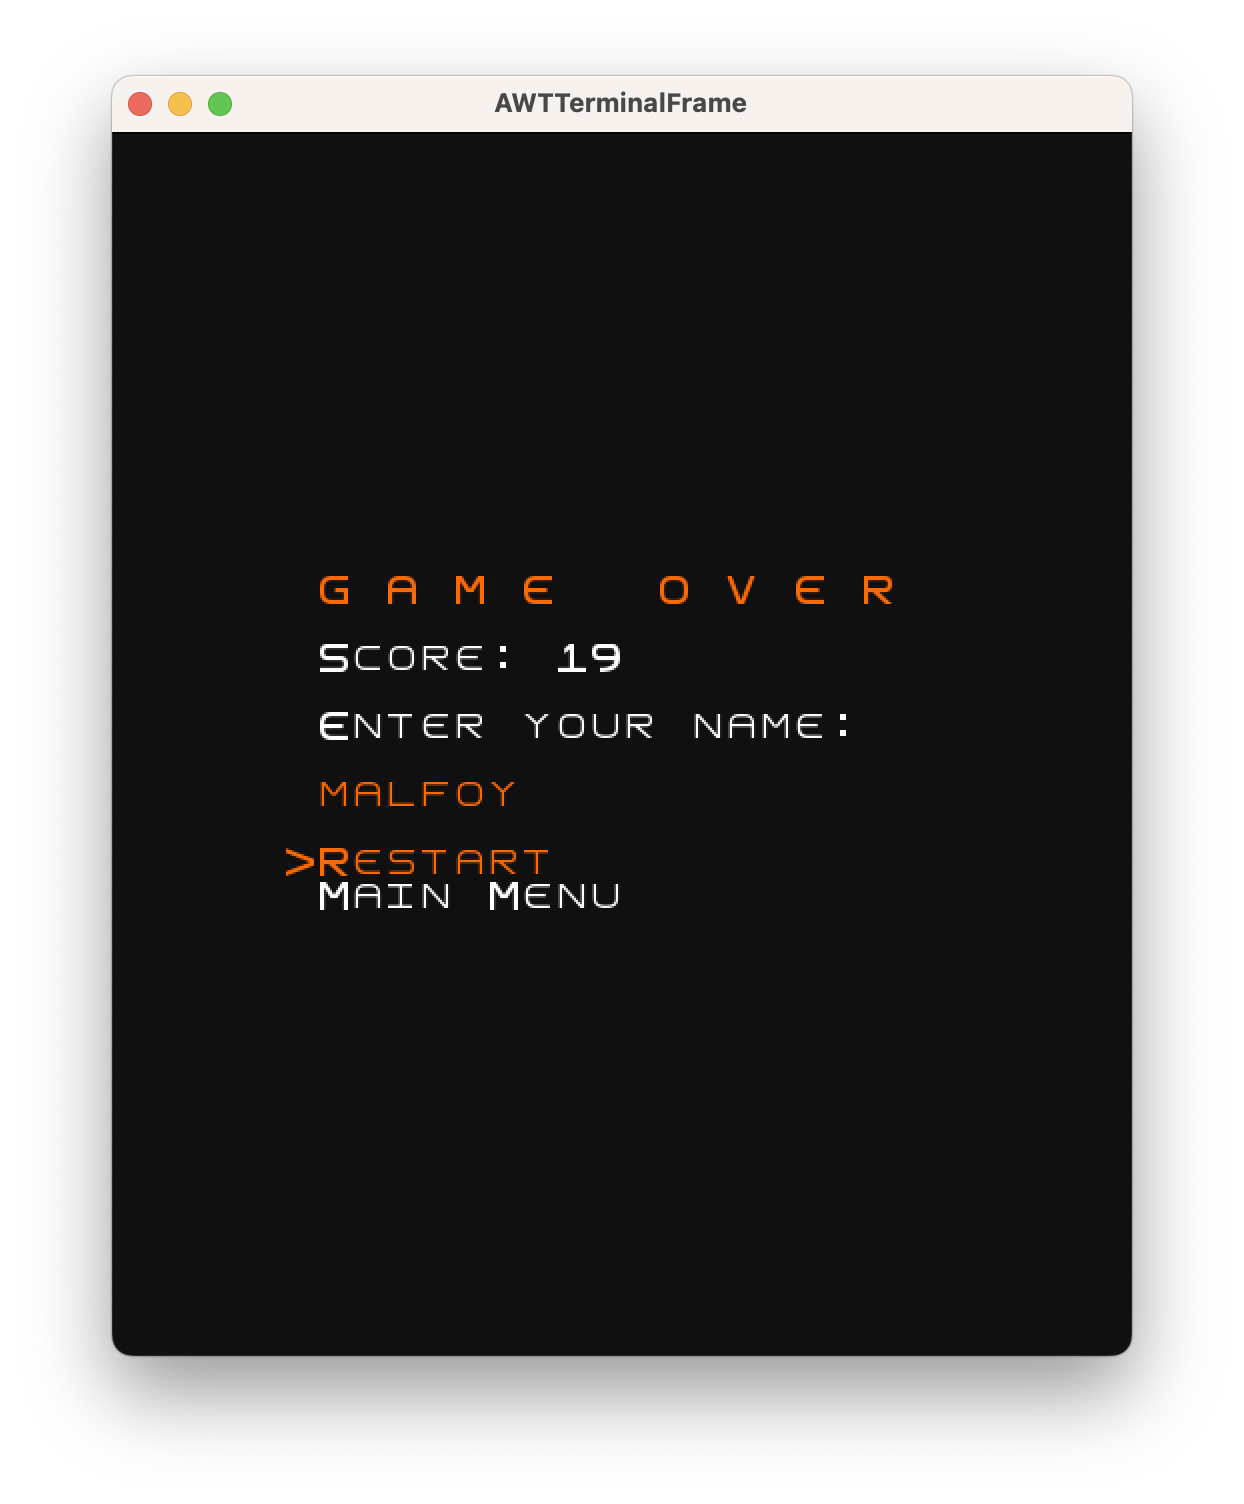 AWTTerminalFrame
G A M E   O V E R
Score: 19
Enter your name:
malfoy
>Restart
Main Menu